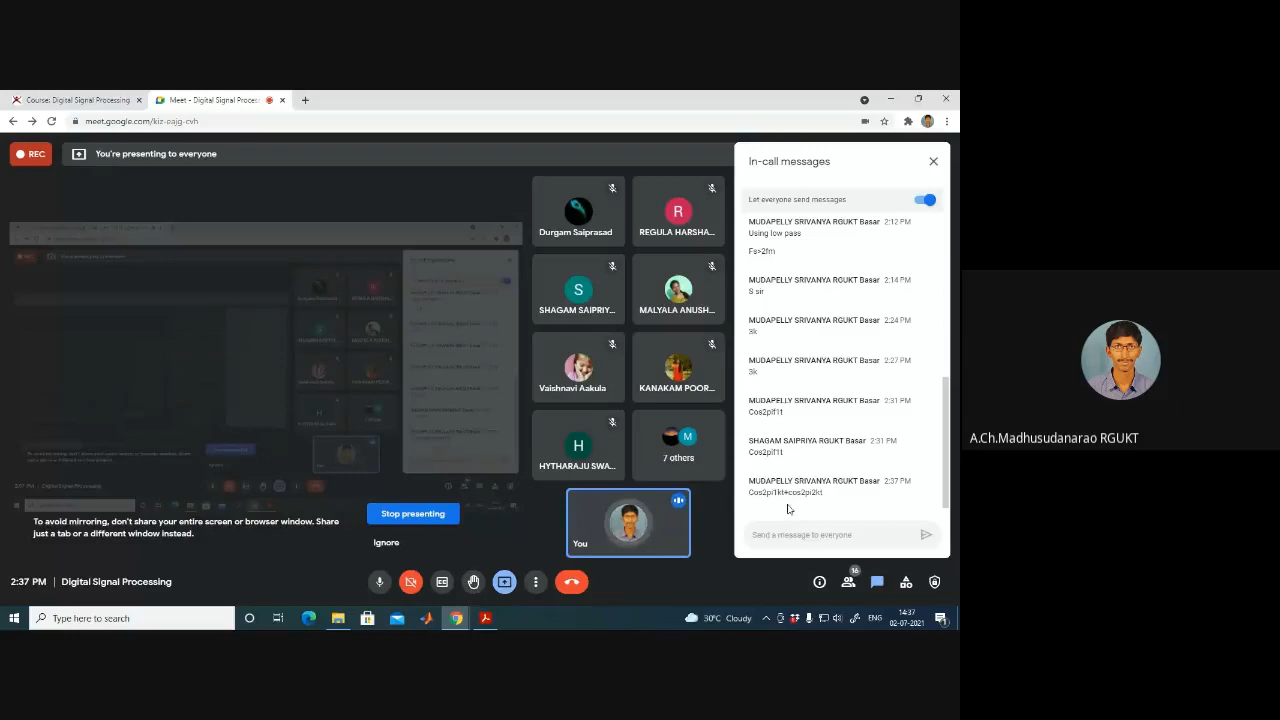 Course: Digital Signal Processing
Meet - Digital Signal Proces
meet.google.com/kiz-eajg-cvh
REC
You're presenting to everyone
In-call messages
Let everyone send messages
MUDAPELLY SRIVANYA RGUKT Basar 2:12 PM
Using low pass
Fs>2fm
MUDAPELLY SRIVANYA RGUKT Basar 2:14 PM
S sir
MUDAPELLY SRIVANYA RGUKT Basar 2:24 PM
3k
MUDAPELLY SRIVANYA RGUKT Basar 2:27 PM
3k
MUDAPELLY SRIVANYA RGUKT Basar 2:31 PM
Cos2pif1t
SHAGAM SAIPRIYA RGUKT Basar 2:31 PM
Cos2pif1t
MUDAPELLY SRIVANYA RGUKT Basar 2:37 PM
Cos2pi1kt+cos2pi2kt
Send a message to everyone
Durgam Saiprasad
R
REGULA HARSHA...
S
SHAGAM SAIPRIY...
MALYALA ANUSH...
Vaishnavi Aakula
KANAKAM POOR...
H
HYTHARAJU SWA...
M
7 others
You
To avoid mirroring, don't share your entire screen or browser window. Share
just a tab or a different window instead.
Stop presenting
Ignore
2:37 PM | Digital Signal Processing
16
Type here to search
30°C Cloudy
ENG
14:37
02-07-2021
A.Ch.Madhusudanarao RGUKT